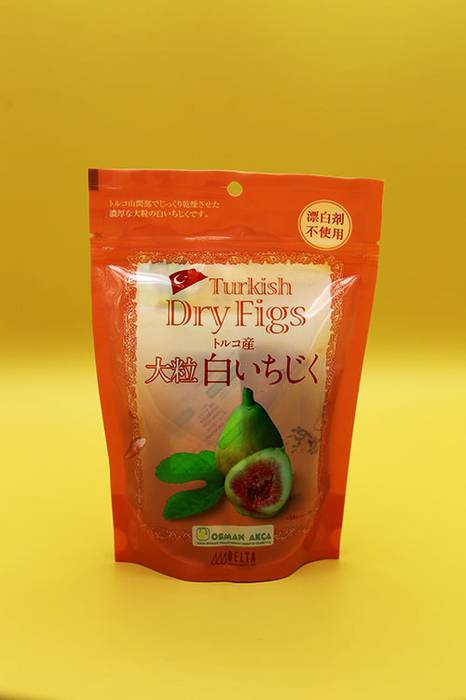 トルコ山間部でじっくり乾燥させた
濃厚な大粒の白いちじくです。
漂白剤
不使用
Turkish
Dry Figs
トルコ産
大粒 白いちじく
OSMAN AKÇA
DELTA